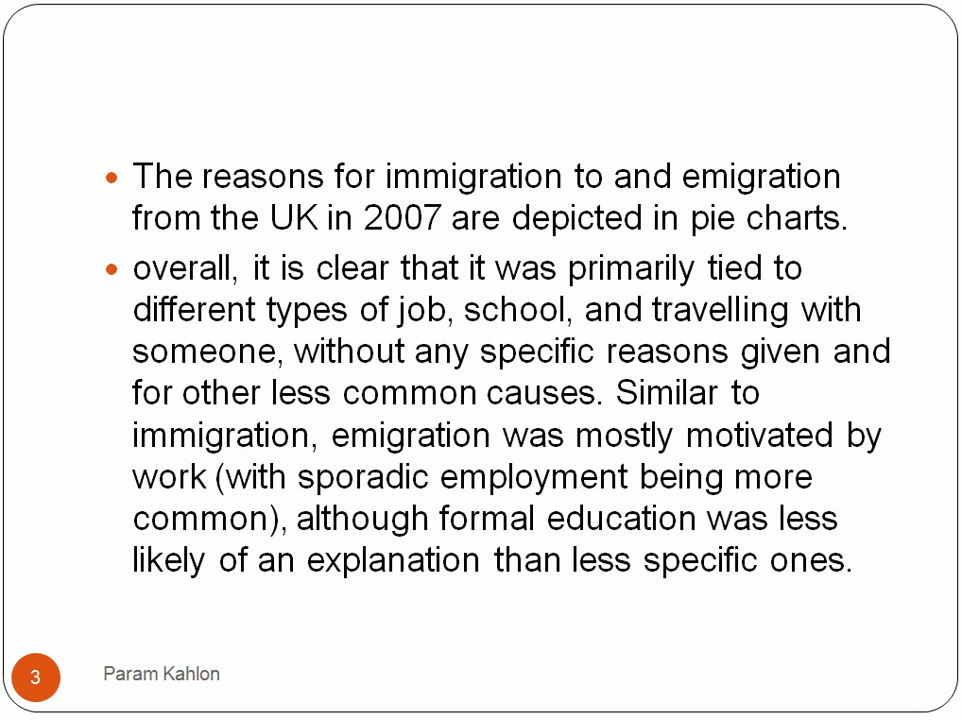 The reasons for immigration to and emigration
from the UK in 2007 are depicted in pie charts.
overall, it is clear that it was primarily tied to
different types of job, school, and travelling with
someone, without any specific reasons given and
for other less common causes. Similar to
immigration, emigration was mostly motivated by
work (with sporadic employment being more
common), although formal education was less
likely of an explanation than less specific ones.
3
Param Kahlon